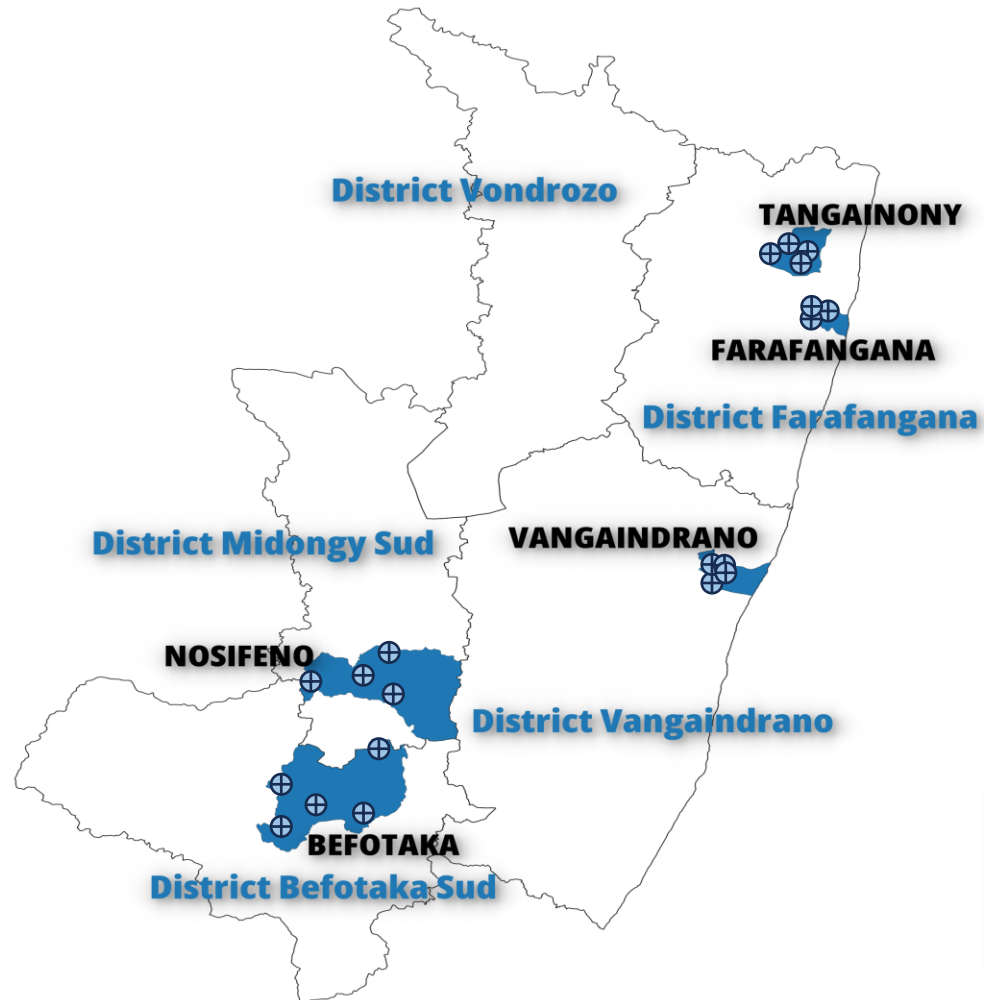 District Vondrozo
TANGAINONY
FARAFANGANA
District Farafangana
VANGAINDRANO
District Midongy Sud
NOSIFENO
District Vangaindrano
BEFOTAKA
District Befotaka Sud